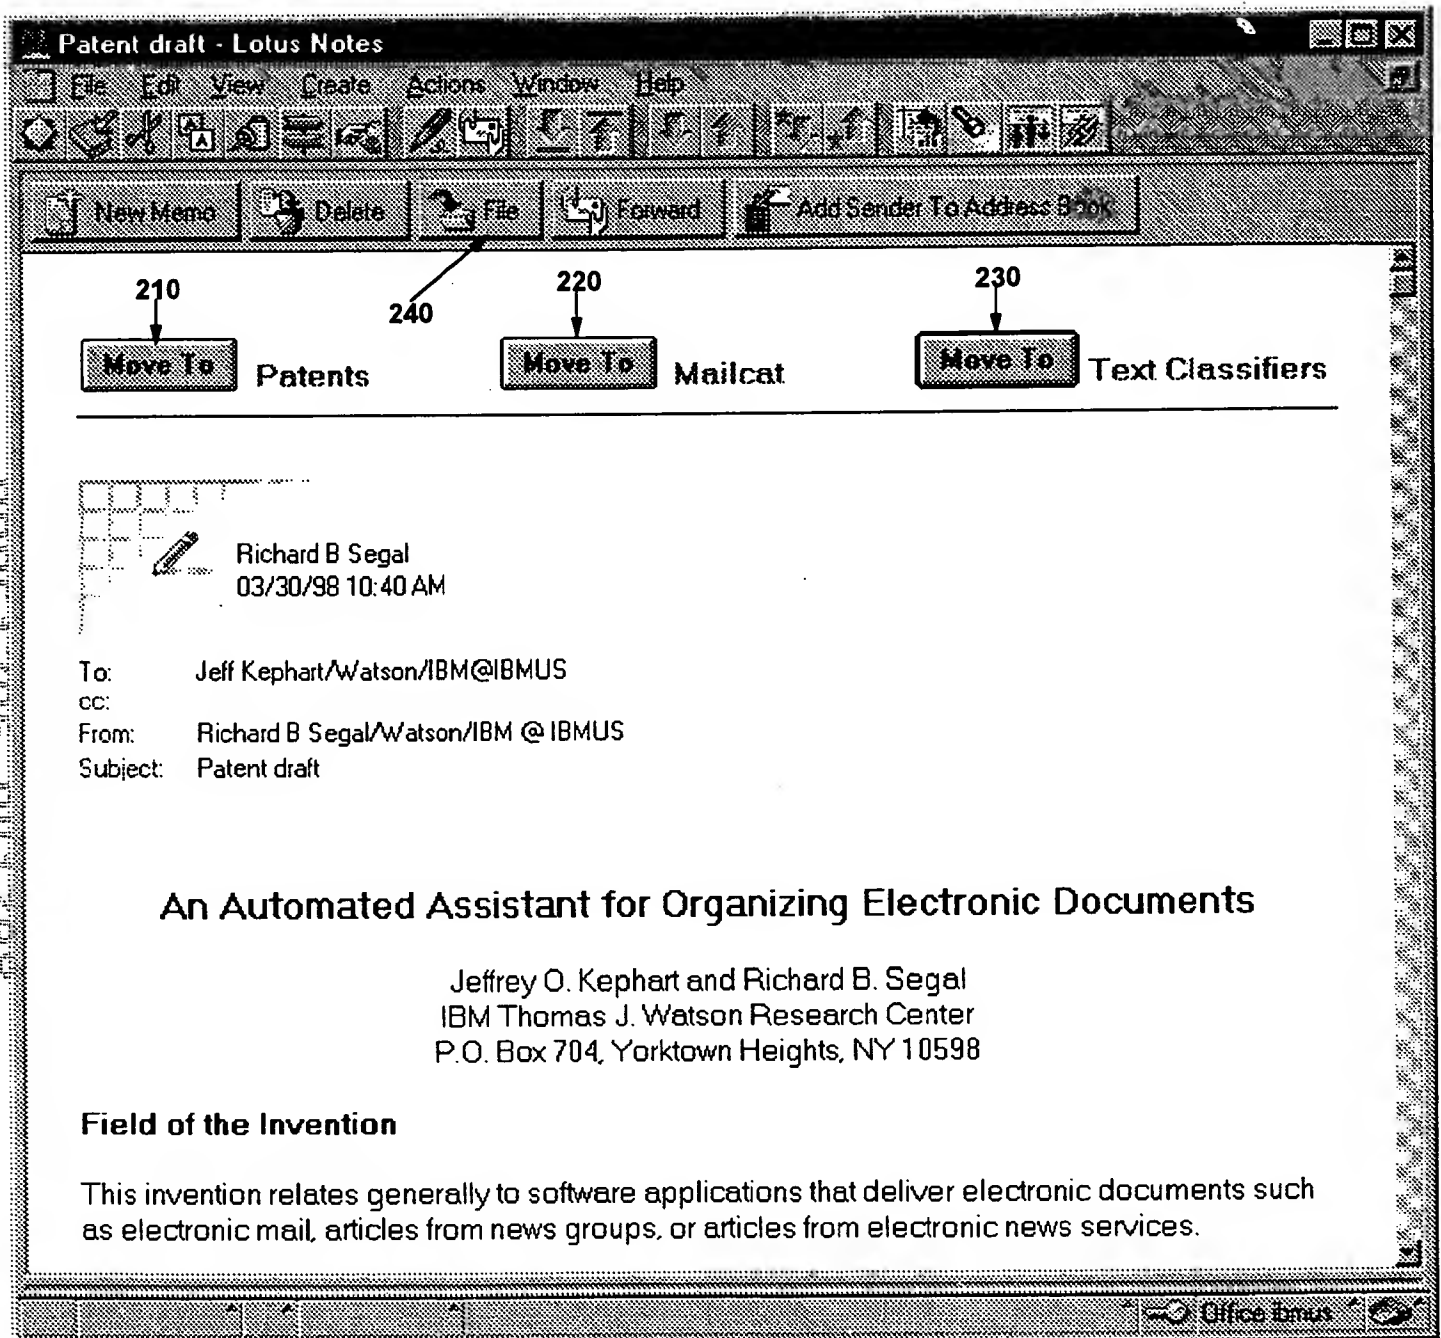 Patent draft - Lotus Notes
File Edit View Create Actions Window Help
New Memo Delete File Forward Add Sender To Address Book
210 240 220 230
Move To Patents Move To Mailcat Move To Text Classifiers
Richard B Segal
03/30/98 10:40 AM
To: Jeff Kephart/Watson/IBM@IBMUS
cc:
From: Richard B Segal/Watson/IBM @ IBMUS
Subject: Patent draft
An Automated Assistant for Organizing Electronic Documents
Jeffrey O. Kephart and Richard B. Segal
IBM Thomas J. Watson Research Center
P.O. Box 704, Yorktown Heights, NY 10598
Field of the Invention
This invention relates generally to software applications that deliver electronic documents such
as electronic mail, articles from news groups, or articles from electronic news services.
Office ibmus